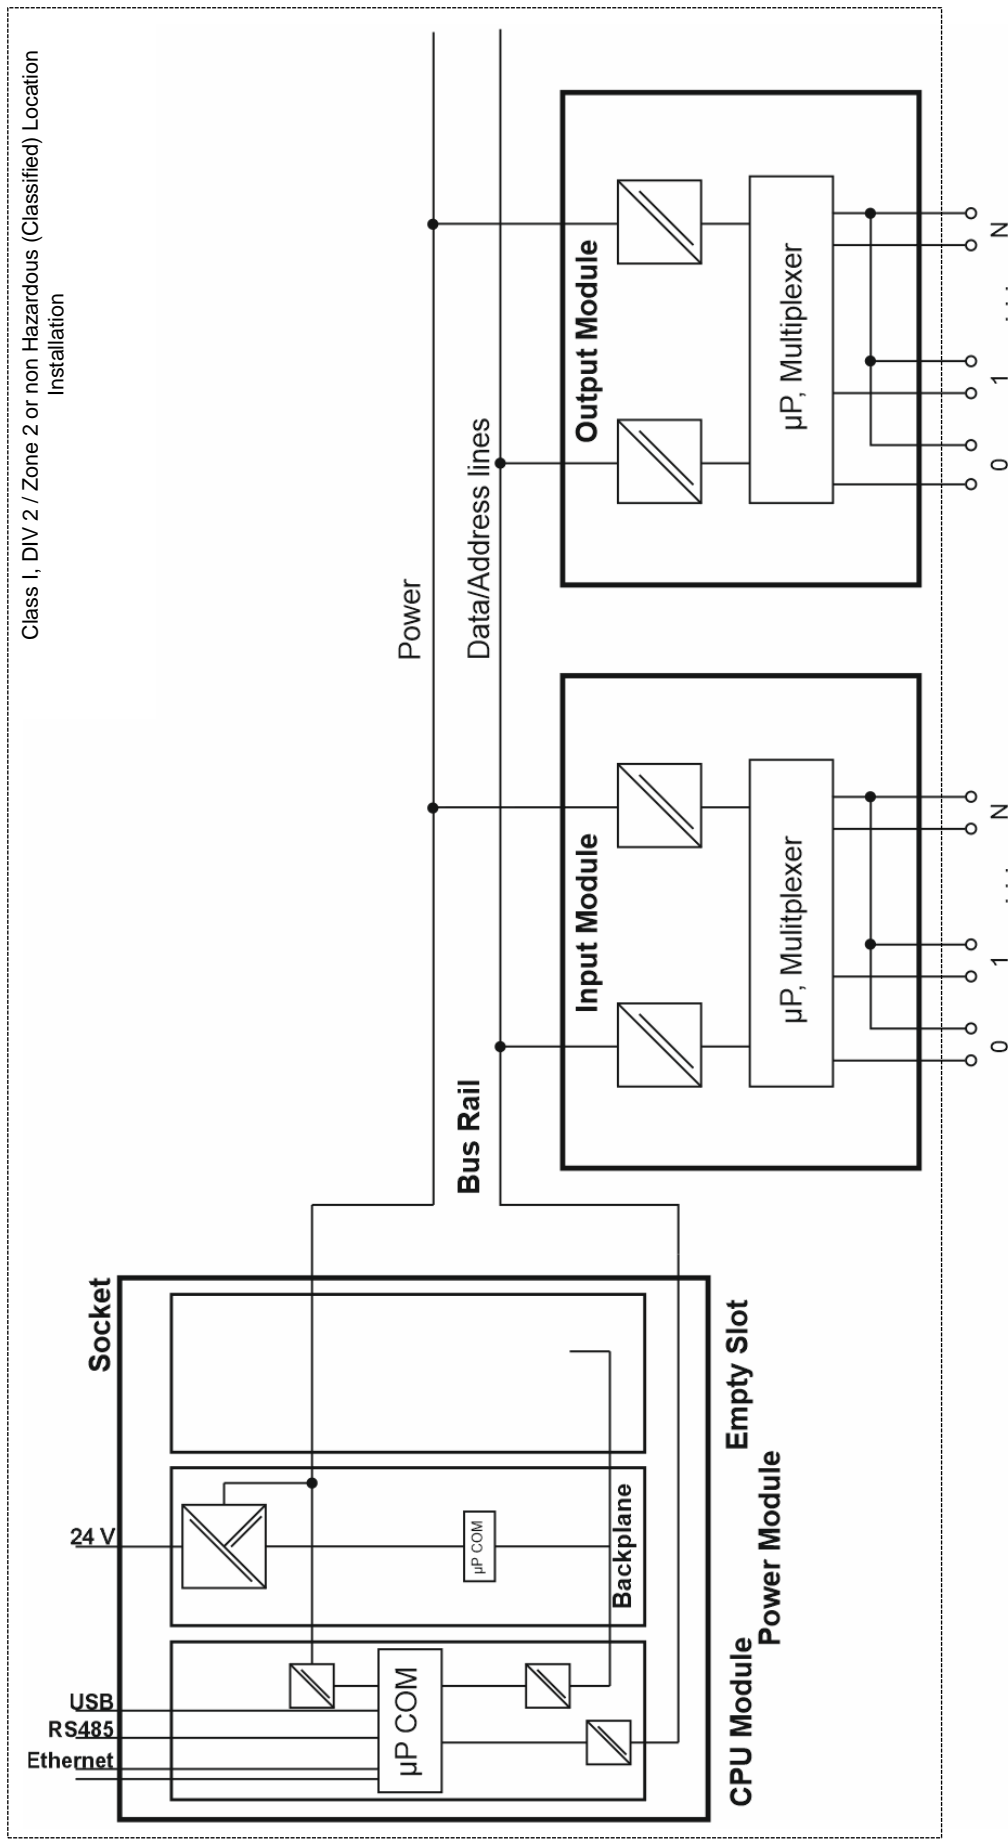 Class I, DIV 2 / Zone 2 or non Hazardous (Classified) Location
Installation
Power
Data/Address lines
Bus Rail
Output Module
µP, Multiplexer
0
1
...
N
Input Module
µP, Mulitplexer
0
1
...
N
Socket
24 V
USB
RS485
Ethernet
µP COM
µP COM
Backplane
CPU Module
Power Module
Empty Slot